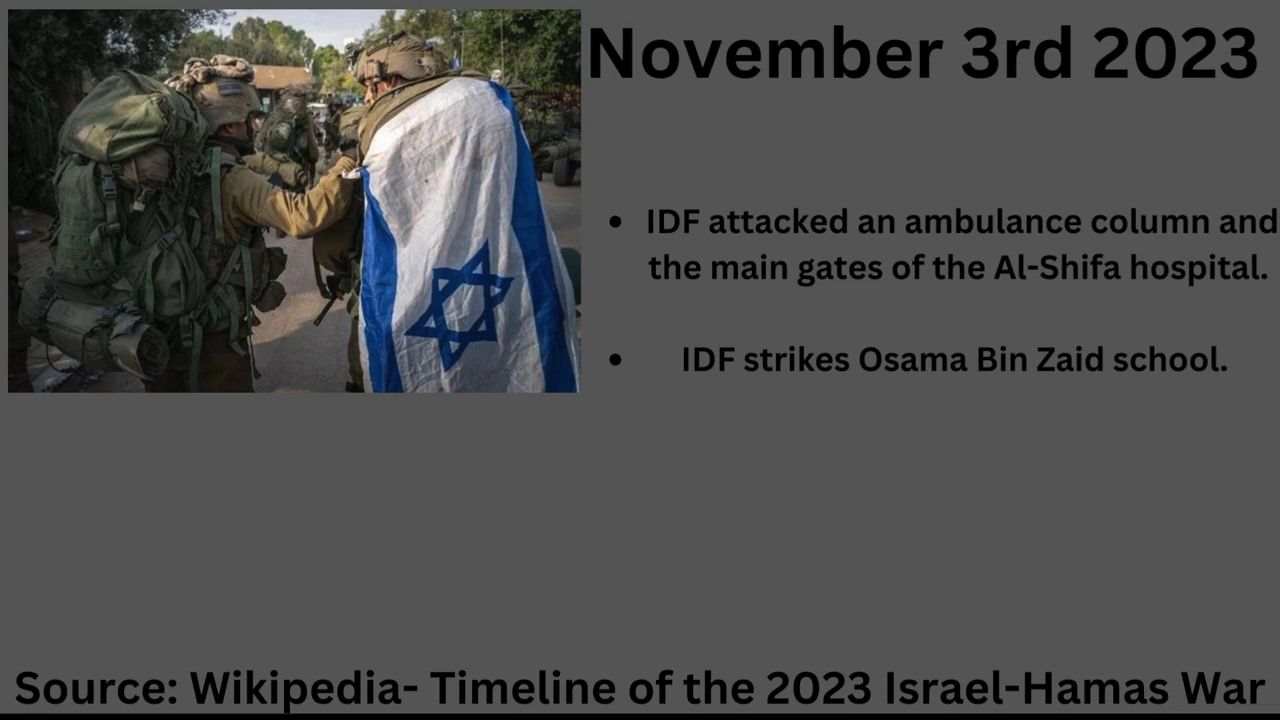 November 3rd 2023
• IDF attacked an ambulance column and
the main gates of the Al-Shifa hospital.
• IDF strikes Osama Bin Zaid school.
Source: Wikipedia- Timeline of the 2023 Israel-Hamas War